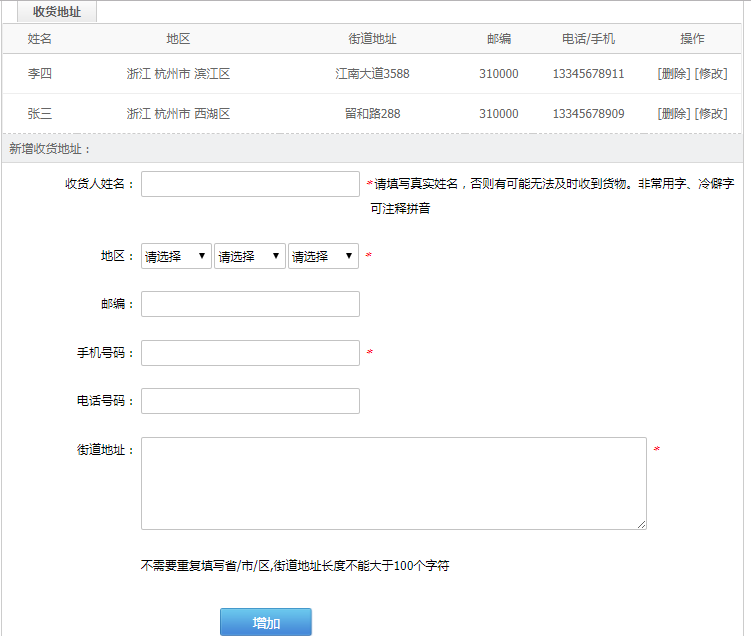 收货地址
姓名 地区 街道地址 邮编 电话/手机 操作
李四 浙江 杭州市 滨江区 江南大道3588 310000 13345678911 [删除] [修改]
张三 浙江 杭州市 西湖区 留和路288 310000 13345678909 [删除] [修改]
新增收货地址：
收货人姓名： *请填写真实姓名，否则有可能无法及时收到货物。非常用字、冷僻字
可注释拼音
地区： 请选择 请选择 请选择 *
邮编：
手机号码： *
电话号码：
街道地址： *
不需要重复填写省/市/区,街道地址长度不能大于100个字符
增加